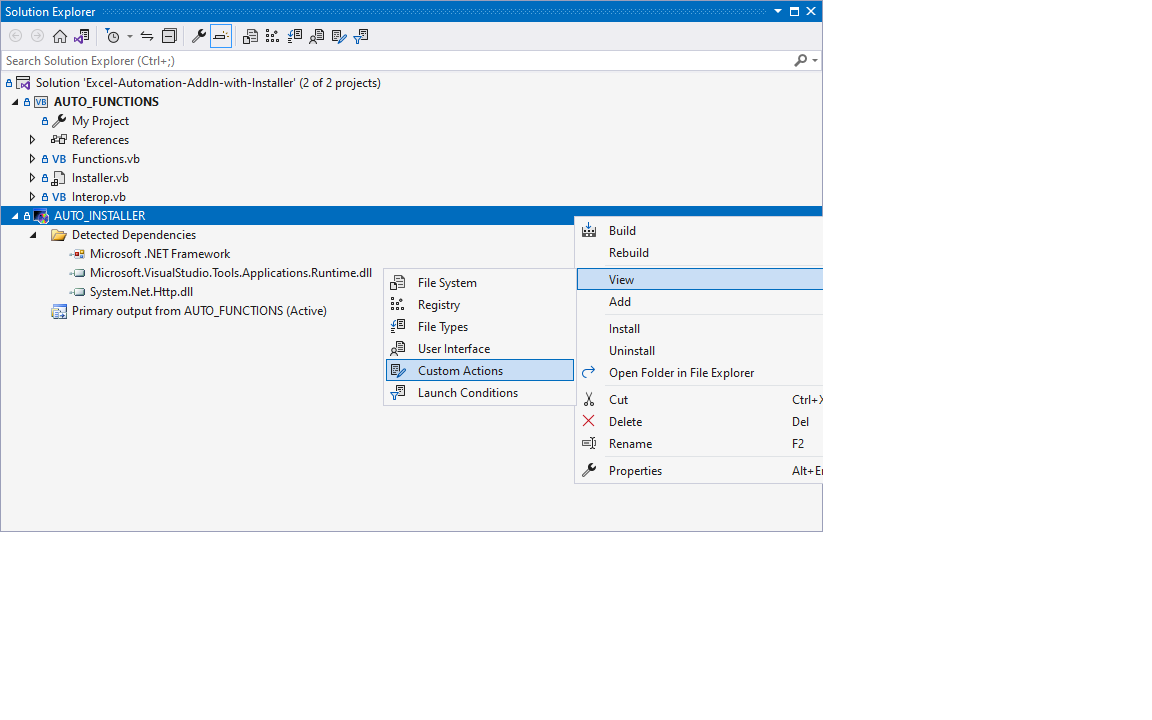 Solution Explorer
Search Solution Explorer (Ctrl+;)
Solution 'Excel-Automation-AddIn-with-Installer' (2 of 2 projects)
VB AUTO_FUNCTIONS
My Project
References
VB Functions.vb
Installer.vb
VB Interop.vb
AUTO_INSTALLER
Detected Dependencies
Microsoft .NET Framework
Microsoft.VisualStudio.Tools.Applications.Runtime.dll
System.Net.Http.dll
Primary output from AUTO_FUNCTIONS (Active)
File System
Registry
File Types
User Interface
Custom Actions
Launch Conditions
Build
Rebuild
View
Add
Install
Uninstall
Open Folder in File Explorer
Cut Ctrl+X
Delete Del
Rename F2
Properties Alt+E